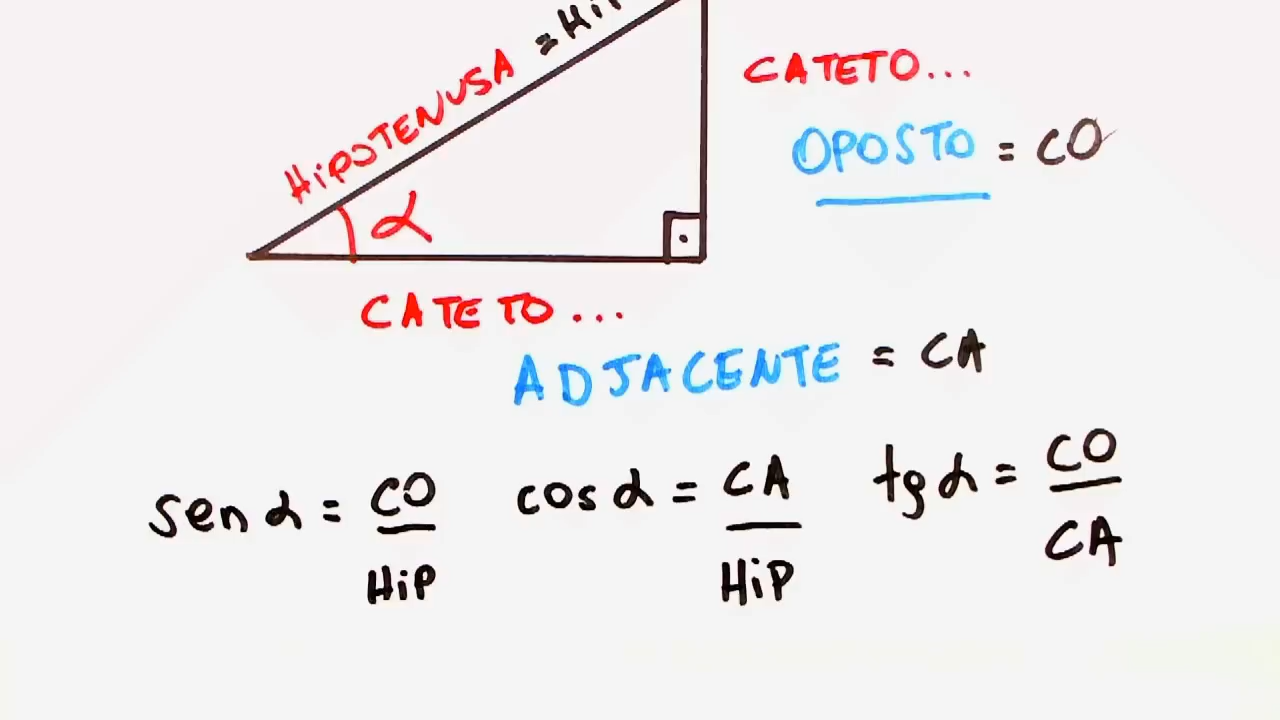 HiPOTENUSA = HiP
CATETO...
OPOSTO = CO
α
CATETO...
ADJACENTE = CA
sen α = CO/HiP cos α = CA/HiP tg α = CO/CA